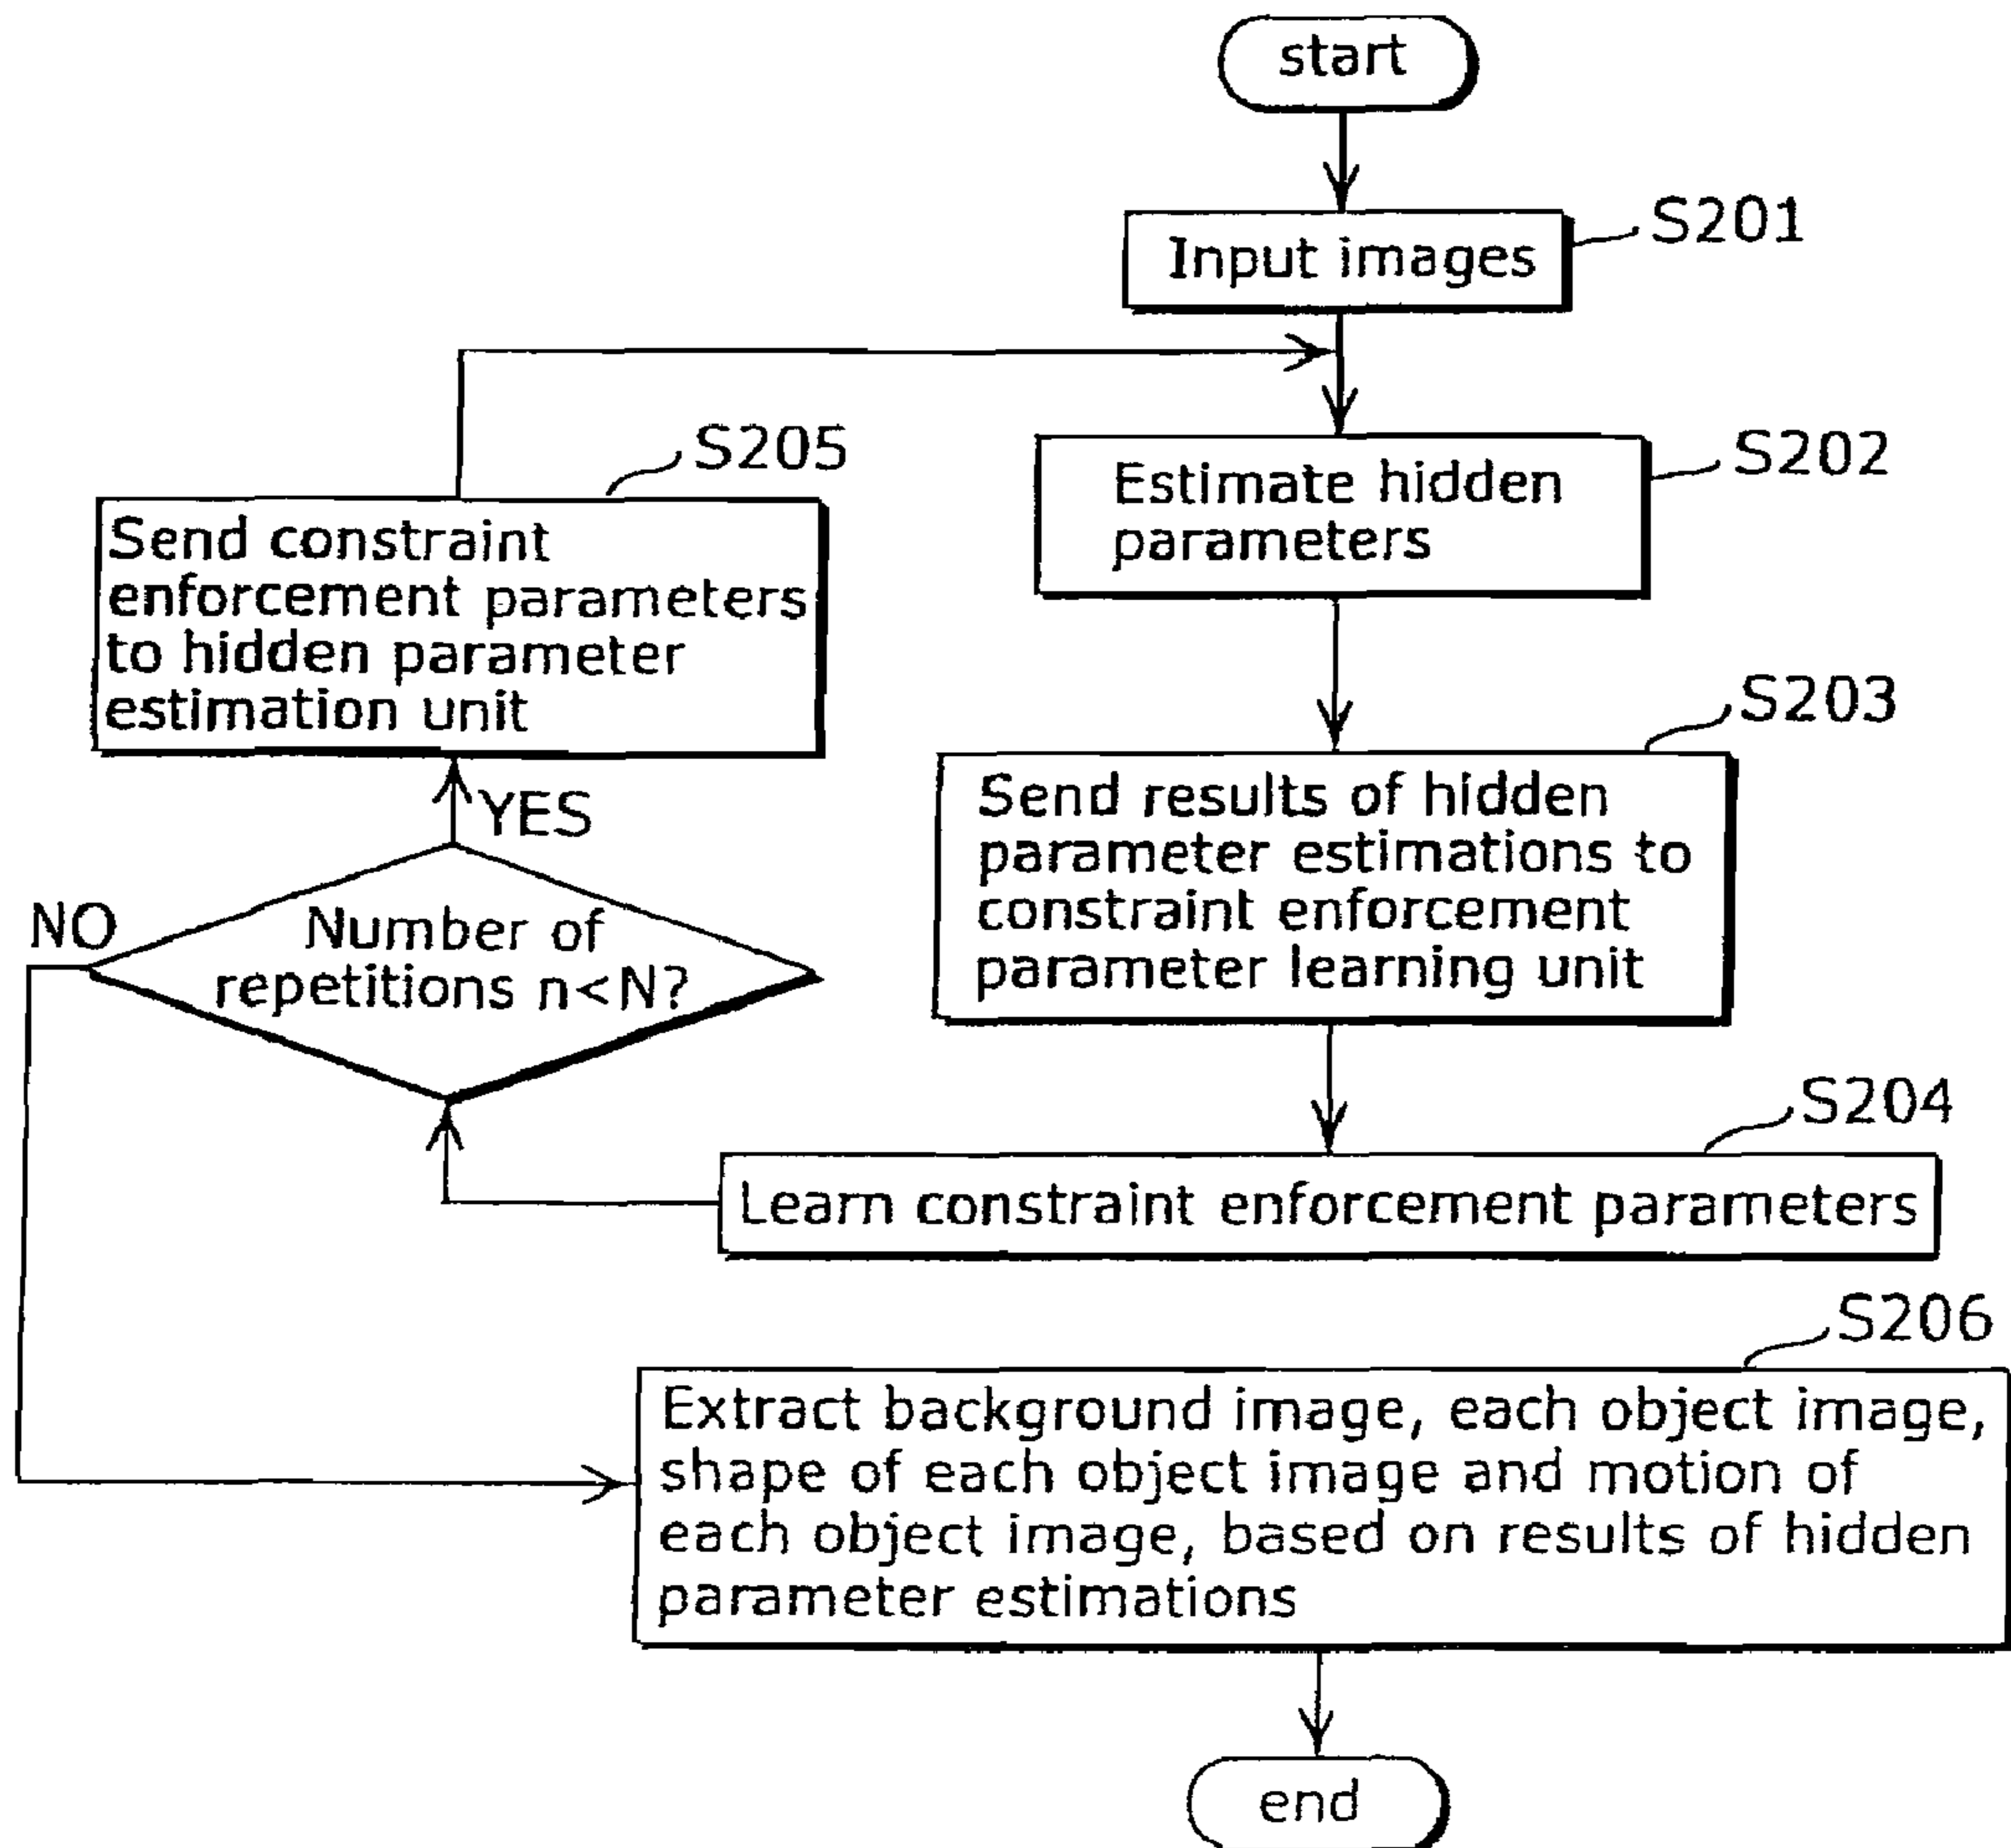 start
S201
Input images
S202
Estimate hidden
parameters
S203
Send results of hidden
parameter estimations to
constraint enforcement
parameter learning unit
S204
Learn constraint enforcement parameters
Number of
repetitions n<N?
YES
NO
S205
Send constraint
enforcement parameters
to hidden parameter
estimation unit
S206
Extract background image, each object image,
shape of each object image and motion of
each object image, based on results of hidden
parameter estimations
end